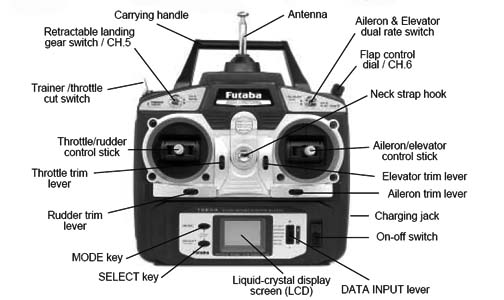 Carrying handle
Antenna
Retractable landing
gear switch / CH.5
Aileron & Elevator
dual rate switch
Flap control
dial / CH.6
Trainer /throttle
cut switch
Futaba
Neck strap hook
Throttle/rudder
control stick
Aileron/elevator
control stick
Throttle trim
lever
Elevator trim lever
Rudder trim
lever
Aileron trim lever
Charging jack
On-off switch
MODE key
SELECT key
Liquid-crystal display
screen (LCD)
DATA INPUT lever